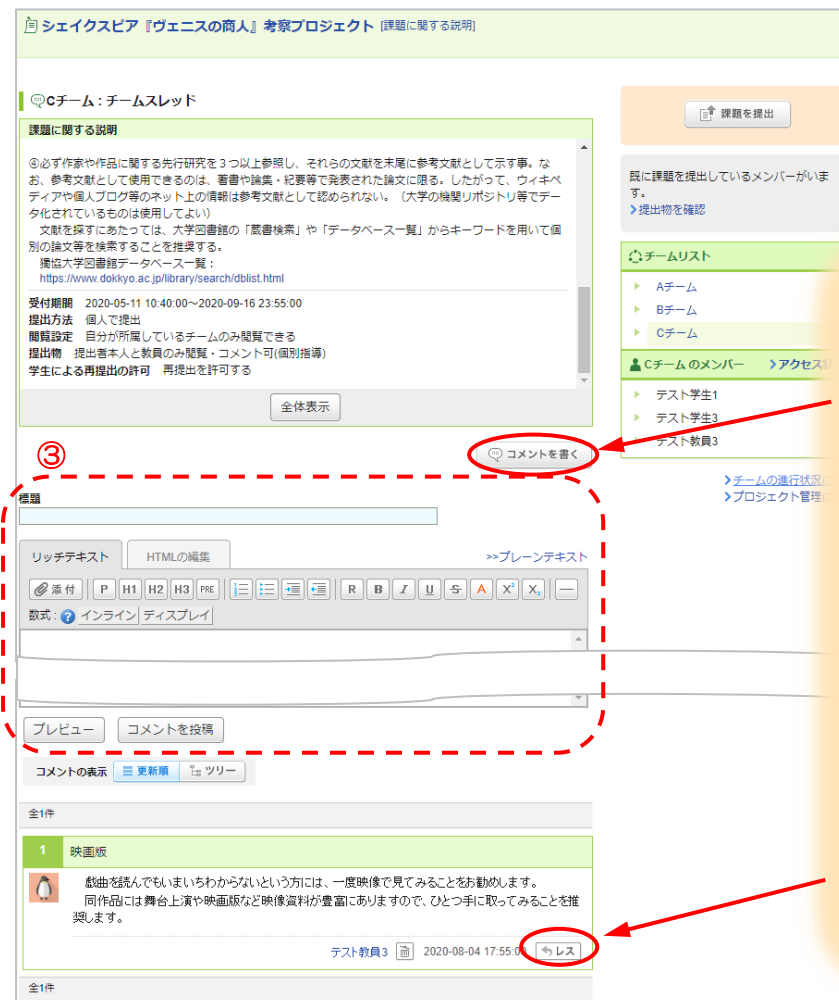 シェイクスピア『ヴェニスの商人』考察プロジェクト [課題に関する説明]
Cチーム : チームスレッド
課題に関する説明
④必ず作家や作品に関する先行研究を３つ以上参照し、それらの文献を末尾に参考文献として示す事。な
お、参考文献として使用できるのは、著書や論集・紀要等で発表された論文に限る。したがって、ウィキペ
ディアや個人ブログ等のネット上の情報は参考文献として認められない。（大学の機関リポジトリ等でデー
タ化されているものは使用してよい）
文献を探すにあたっては、大学図書館の「蔵書検索」や「データベース一覧」からキーワードを用いて個
別の論文等を検索することを推奨する。
獨協大学図書館データベース一覧：
https://www.dokkyo.ac.jp/library/search/dblist.html
受付期間 2020-05-11 10:40:00～2020-09-16 23:55:00
提出方法 個人で提出
閲覧設定 自分が所属しているチームのみ閲覧できる
提出物 提出者本人と教員のみ閲覧・コメント可(個別指導)
学生による再提出の許可 再提出を許可する
全体表示
③
コメントを書く
標題
リッチテキスト HTMLの編集 >>プレーンテキスト
添付 P H1 H2 H3 PRE R B I U S A X² X₂ —
数式 : ? インライン ディスプレイ
プレビュー コメントを投稿
コメントの表示 更新順 ツリー
全1件
1 映画版
戯曲を読んでもいまいちわからないという方には、一度映像で見てみることをお勧めします。
同作品には舞台上演や映画版など映像資料が豊富にありますので、ひとつ手に取ってみることを推
奨します。
テスト教員3 2020-08-04 17:55:00 レス
全1件
課題を提出
既に課題を提出しているメンバーがいま
す。
提出物を確認
チームリスト
Aチーム
Bチーム
Cチーム
Cチーム のメンバー アクセス
テスト学生1
テスト学生3
テスト教員3
チームの進行状況
プロジェクト管理